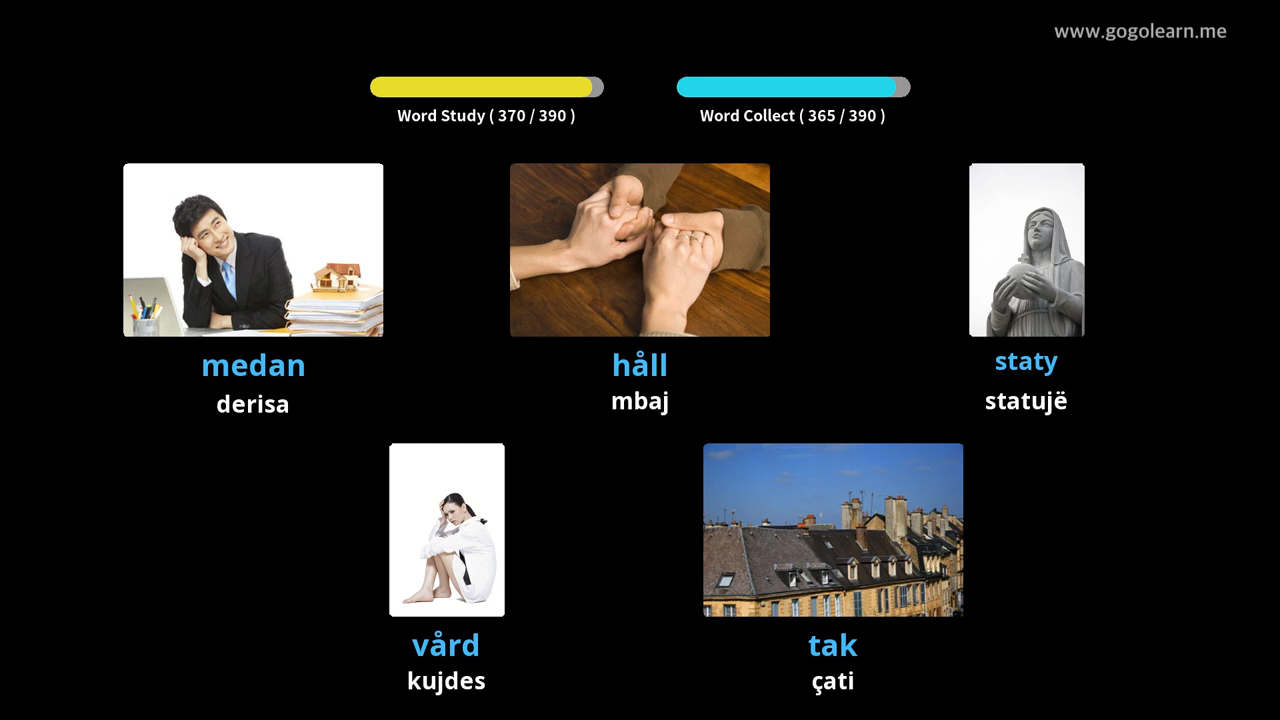 www.gogolearn.me
Word Study ( 370 / 390 )
Word Collect ( 365 / 390 )
medan
derisa
håll
mbaj
staty
statujë
vård
kujdes
tak
çati